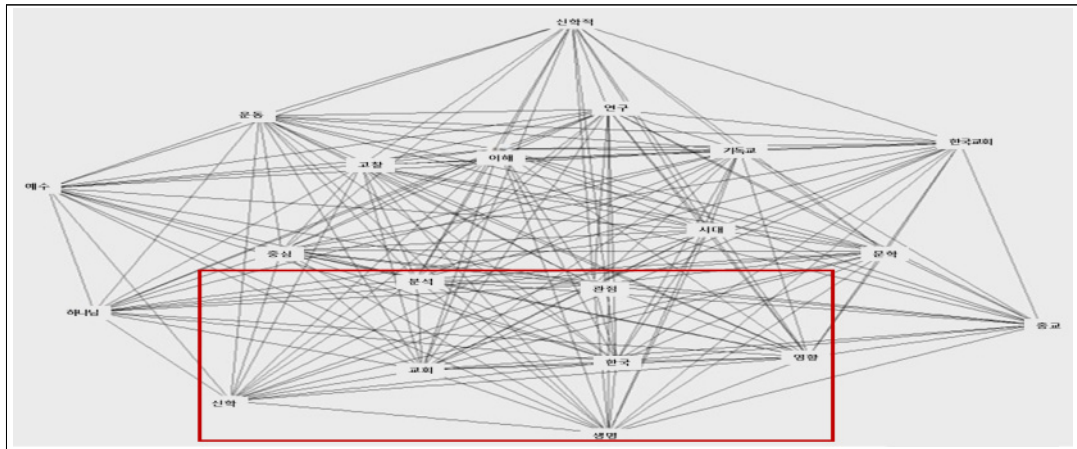 신학적
연구
운동
한국교회
기독교
이해
고찰
예수
시대
중심
문학
분석
관점
하나님
종교
영향
한국
교회
신학
생명